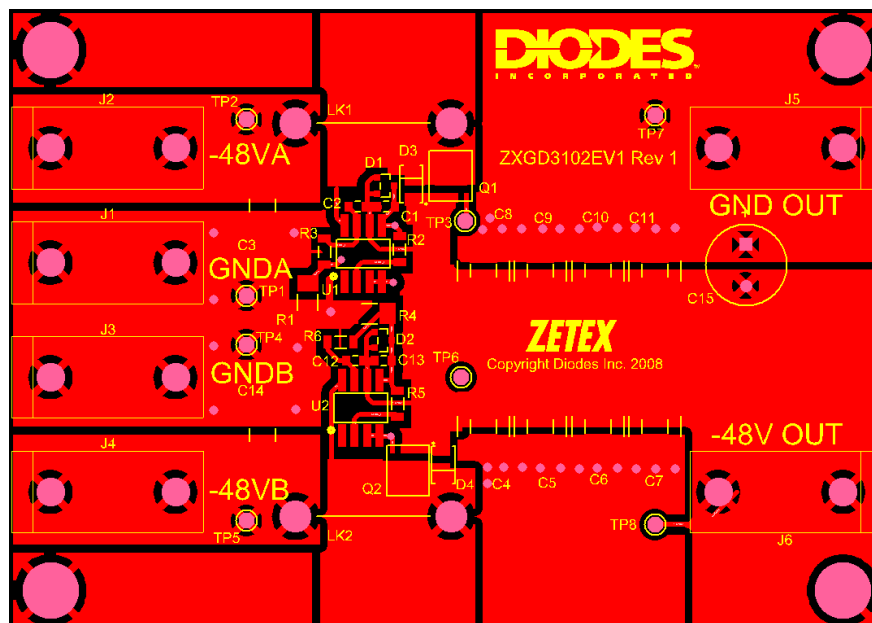 DIODES
INCORPORATED
J2
TP2
LK1
J5
TP7
-48VA
D1
D3
ZXGD3102EV1 Rev 1
Q1
C2
C1
GND OUT
J1
TP3
C8
C9
C10
C11
R3
R2
C3
GNDA
U1
TP1
C15
R1
R4
J3
TP4
R6
D2
ZETEX
C12
C13
TP6
Copyright Diodes Inc. 2008
GNDB
C14
R5
U2
-48V OUT
J4
-48VB
Q2
D4
C4
C5
C6
C7
TP5
LK2
TP8
J6